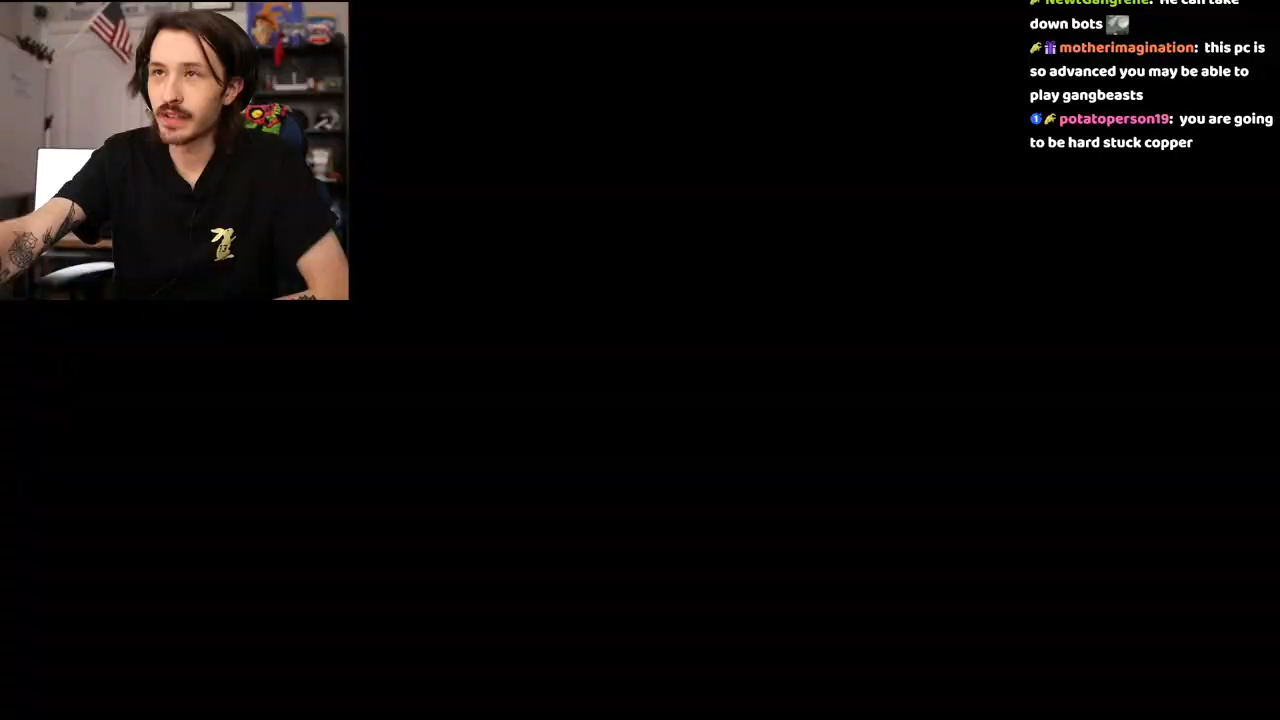 NewtGangrene: He can take
down bots
motherimagination: this pc is
so advanced you may be able to
play gangbeasts
potatoperson19: you are going
to be hard stuck copper